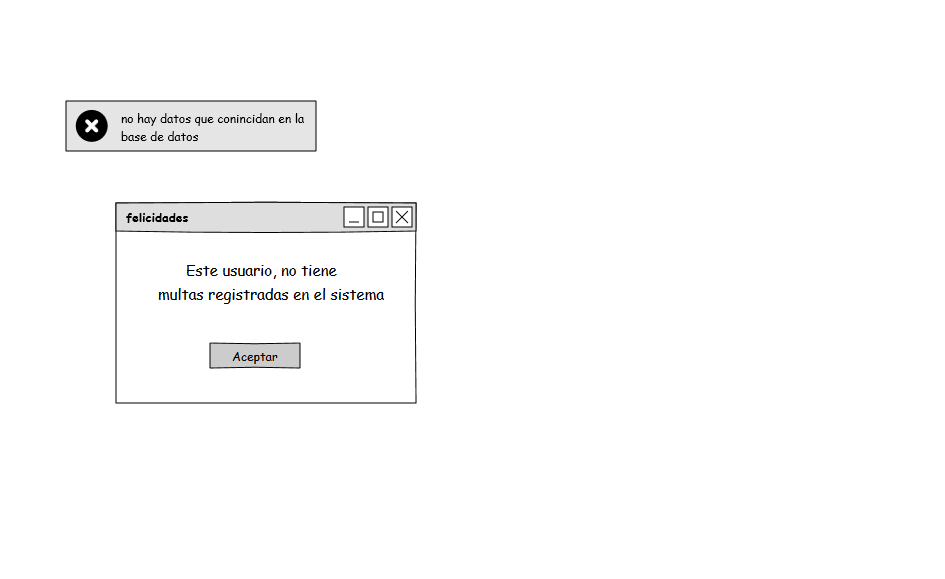 no hay datos que conincidan en la
base de datos
felicidades
Este usuario, no tiene
multas registradas en el sistema
Aceptar